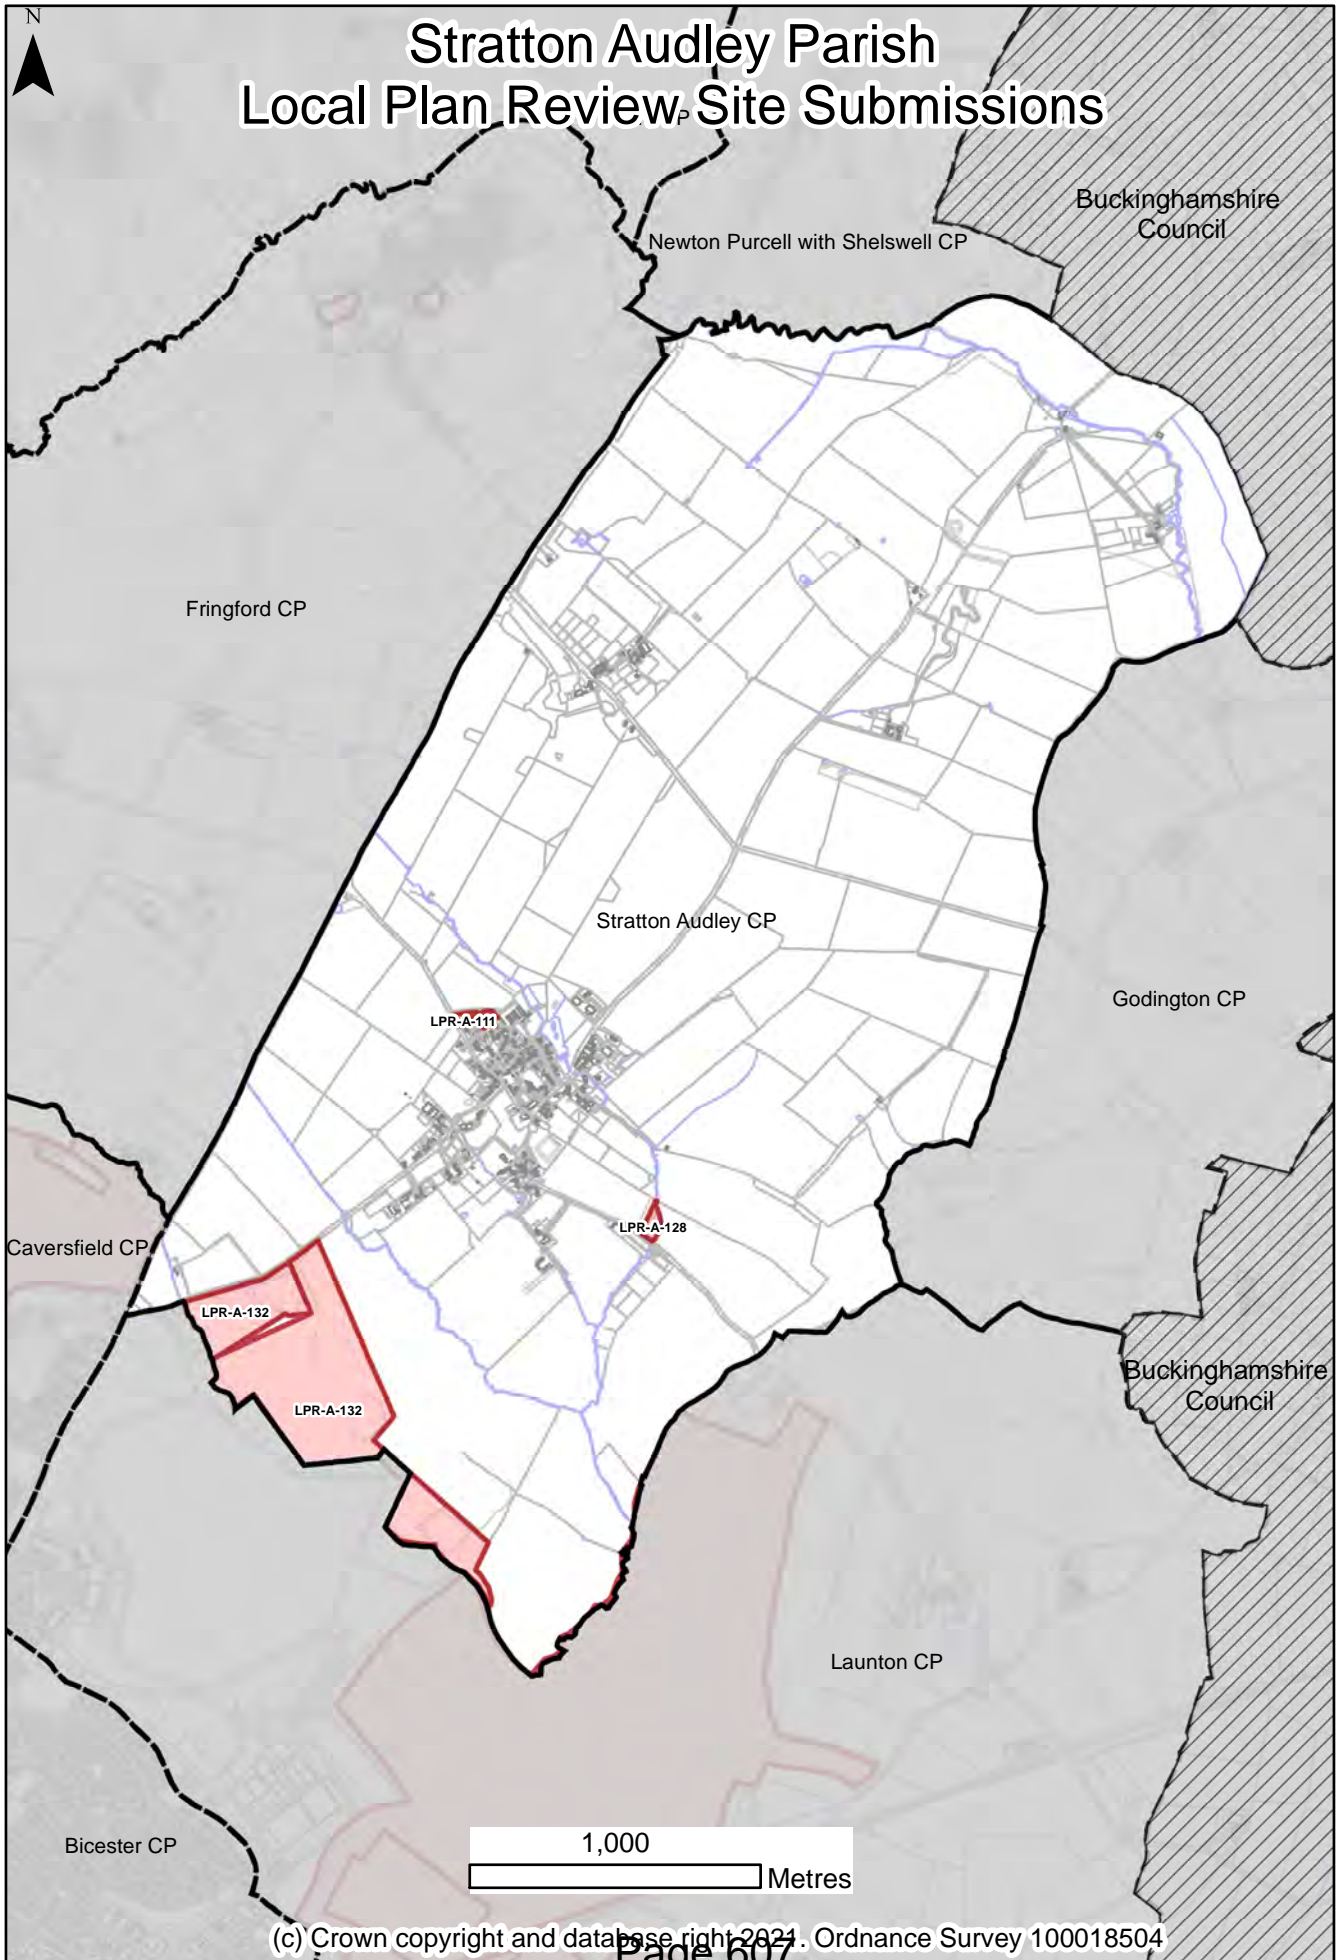 N
Stratton Audley Parish
Local Plan Review Site Submissions
P
Buckinghamshire
Council
Newton Purcell with Shelswell CP
Fringford CP
Stratton Audley CP
Godington CP
LPR-A-111
LPR-A-128
Caversfield CP
LPR-A-132
LPR-A-132
Buckinghamshire
Council
Launton CP
Bicester CP
1,000
Metres
(c) Crown copyright and database right 2021. Ordnance Survey 100018504
Page 607